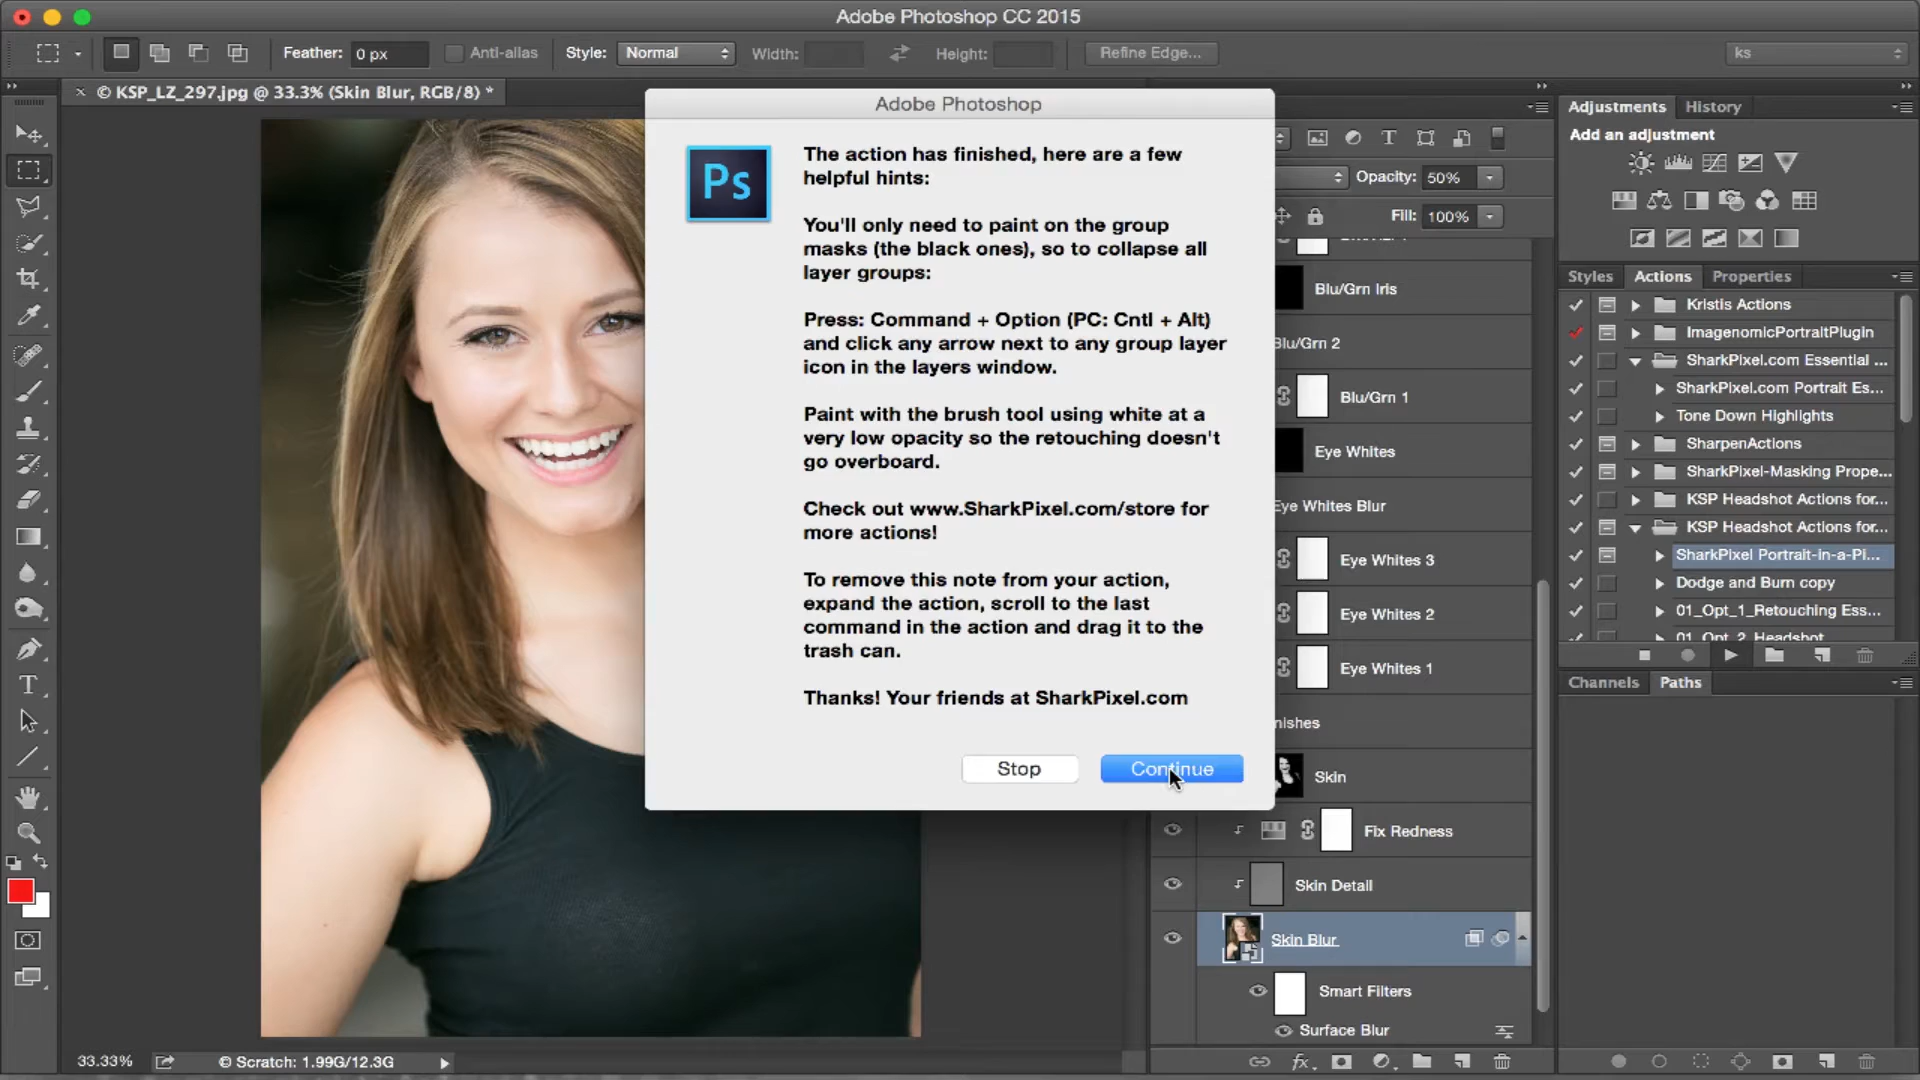 Adobe Photoshop CC 2015
Feather: 0 px Anti-alias Style: Normal Width: Height: Refine Edge... ks
© KSP_LZ_297.jpg @ 33.3% (Skin Blur, RGB/8) *
Adobe Photoshop
Ps
The action has finished, here are a few
helpful hints:
You'll only need to paint on the group
masks (the black ones), so to collapse all
layer groups:
Press: Command + Option (PC: Cntl + Alt)
and click any arrow next to any group layer
icon in the layers window.
Paint with the brush tool using white at a
very low opacity so the retouching doesn't
go overboard.
Check out www.SharkPixel.com/store for
more actions!
To remove this note from your action,
expand the action, scroll to the last
command in the action and drag it to the
trash can.
Thanks! Your friends at SharkPixel.com
Stop Continue
Opacity: 50%
Fill: 100%
Blu/Grn Iris
Blu/Grn 2
Blu/Grn 1
Eye Whites
Eye Whites Blur
Eye Whites 3
Eye Whites 2
Eye Whites 1
nishes
Skin
Fix Redness
Skin Detail
Skin Blur
Smart Filters
Surface Blur
fx
Adjustments History
Add an adjustment
Styles Actions Properties
Kristis Actions
ImagenomicPortraitPlugin
SharkPixel.com Essential ...
SharkPixel.com Portrait Es...
Tone Down Highlights
SharpenActions
SharkPixel-Masking Prope...
KSP Headshot Actions for...
KSP Headshot Actions for...
SharkPixel Portrait-in-a-Pi...
Dodge and Burn copy
01_Opt_1_Retouching Ess...
01_Opt_2_Headshot
Channels Paths
33.33% © Scratch: 1.99G/12.3G